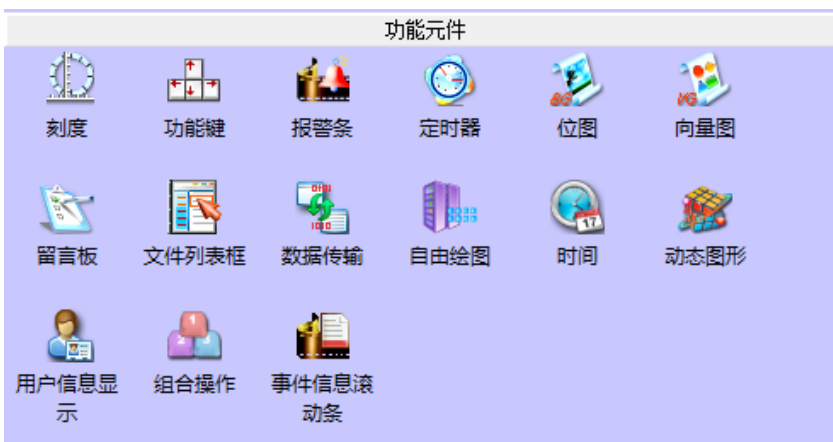 功能元件
刻度 功能键 报警条 定时器 位图 向量图
留言板 文件列表框 数据传输 自由绘图 时间 动态图形
用户信息显 组合操作 事件信息滚
示 动条